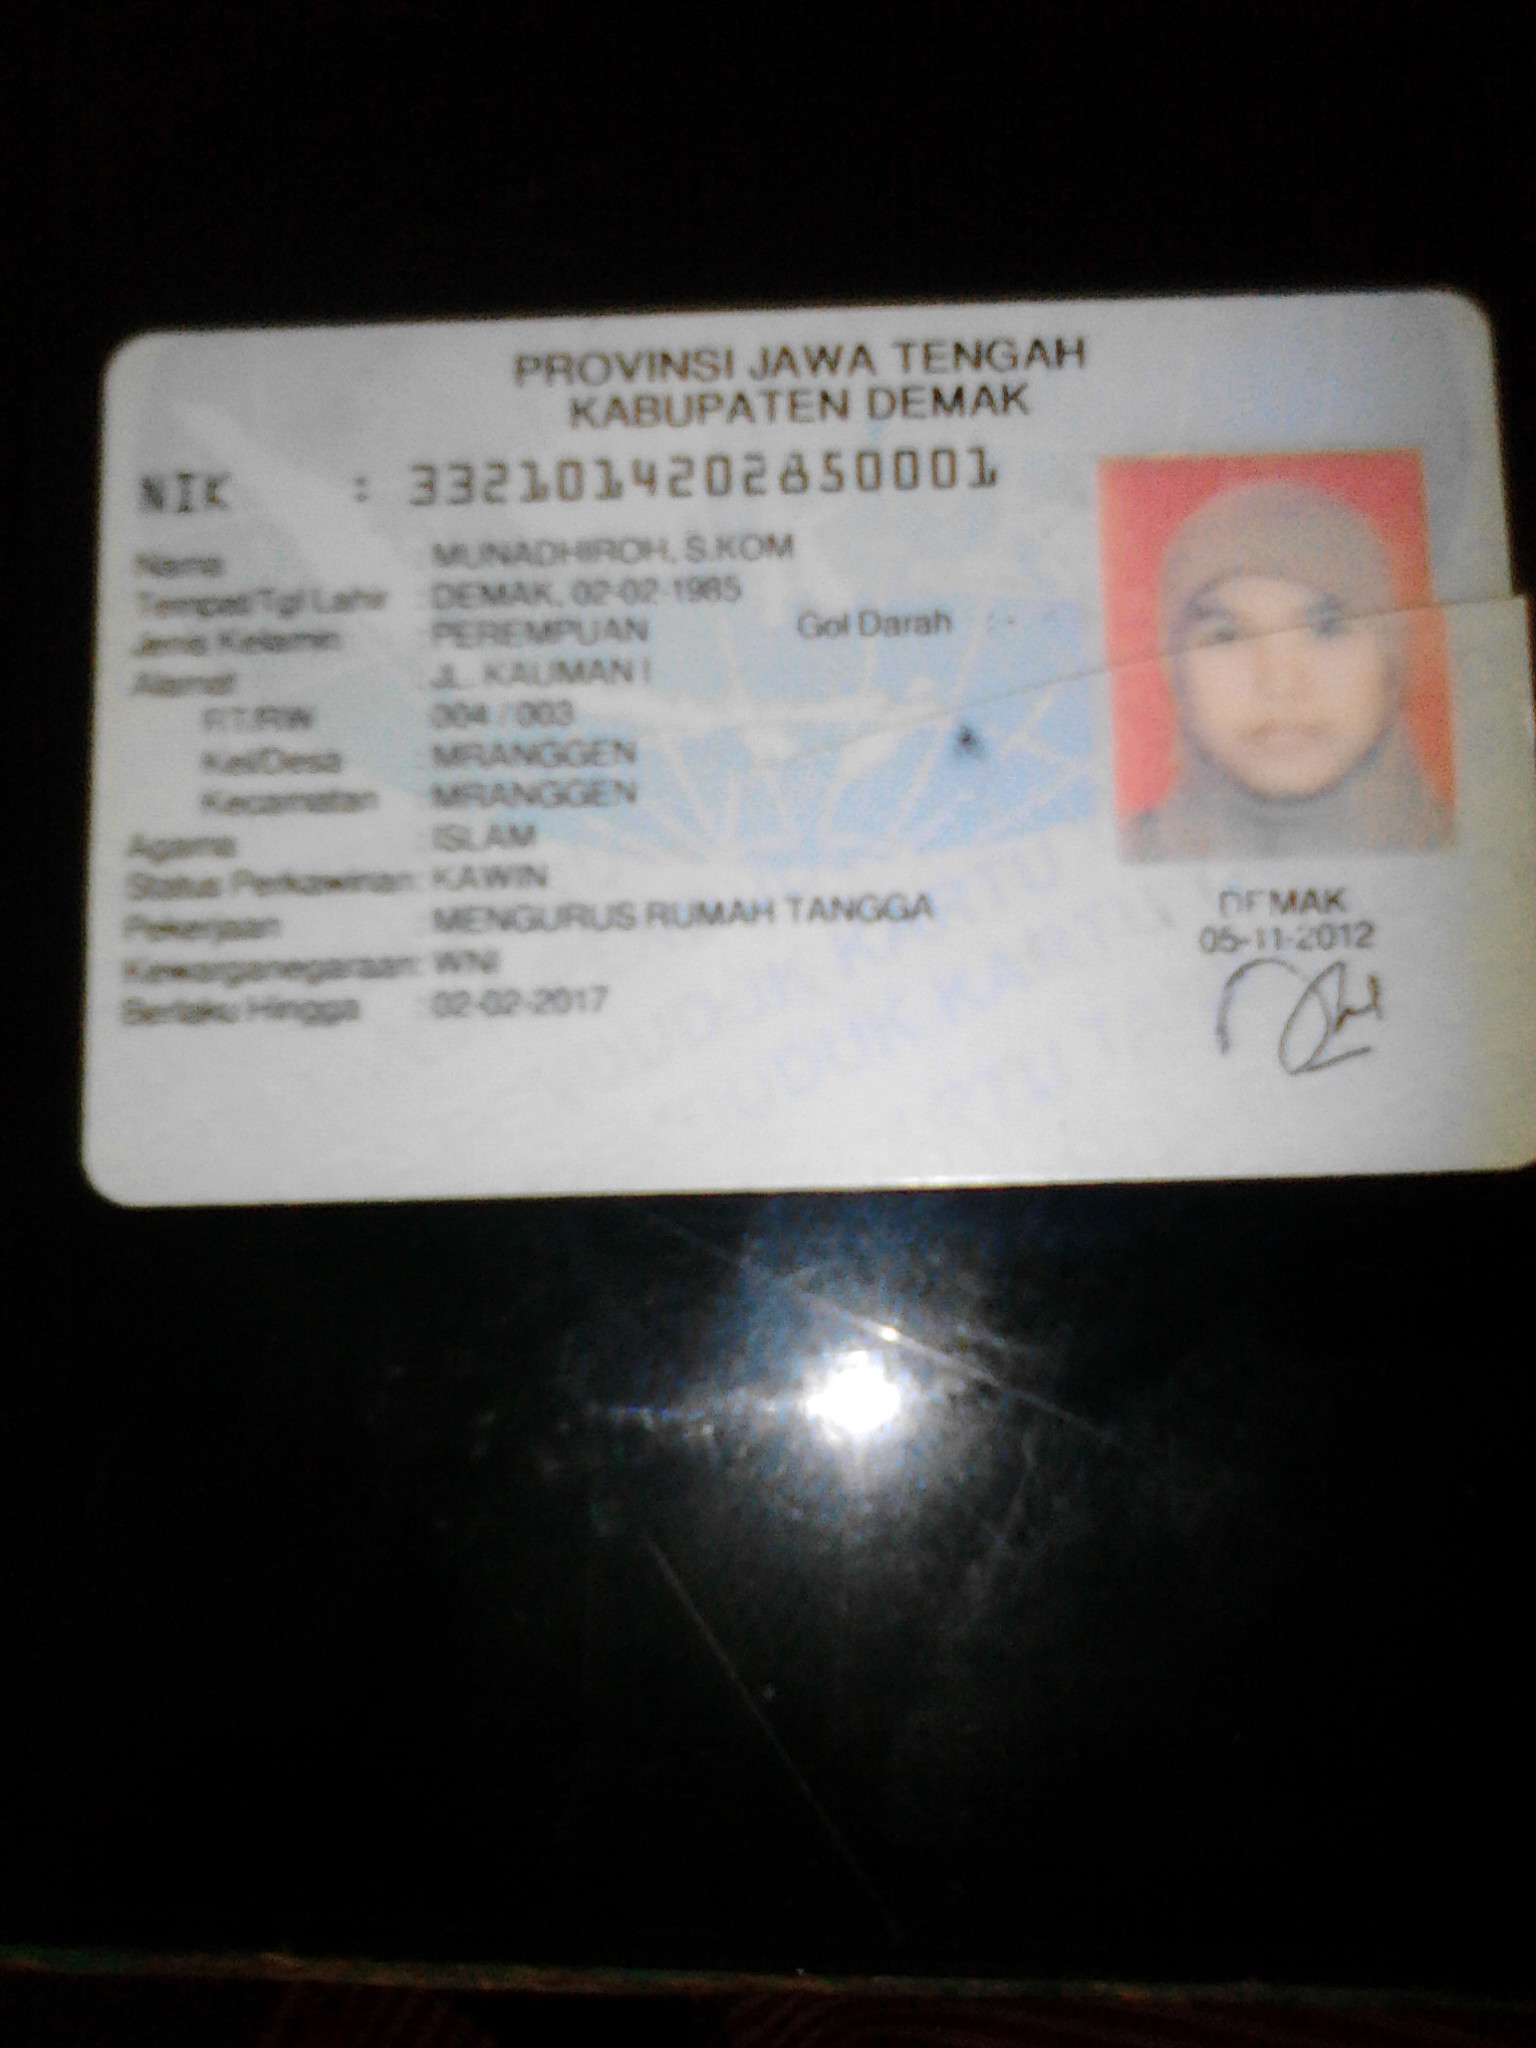 PROVINSI JAWA TENGAH
KABUPATEN DEMAK
NIK : 3321014202850001
Nama : MUNADHIROH, S.KOM
Tempat/Tgl Lahir : DEMAK, 02-02-1985
Jenis Kelamin : PEREMPUAN Gol Darah : -
Alamat : JL. KAUMAN I
RT/RW : 004 / 003
Kel/Desa : MRANGGEN
Kecamatan : MRANGGEN
Agama : ISLAM
Status Perkawinan : KAWIN
Pekerjaan : MENGURUS RUMAH TANGGA
Kewarganegaraan : WNI
Berlaku Hingga : 02-02-2017
DEMAK
05-11-2012